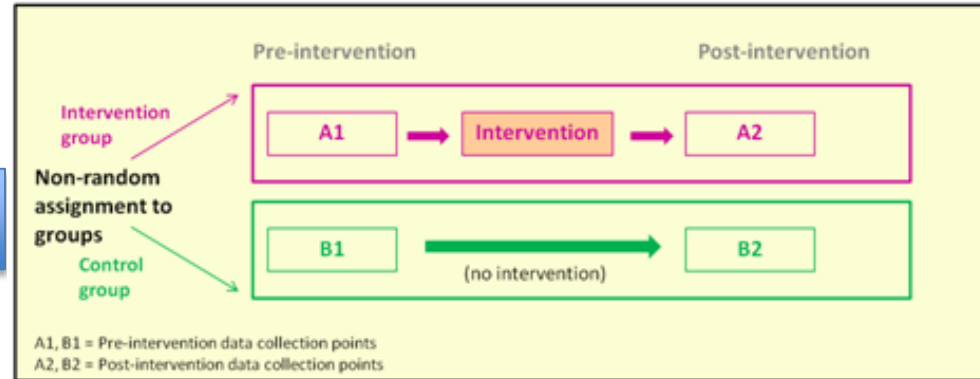 Pre-intervention Post-intervention
Intervention
group
A1 Intervention A2
Non-random
assignment to
groups
Control
group
B1 B2
(no intervention)
A1, B1 = Pre-intervention data collection points
A2, B2 = Post-intervention data collection points